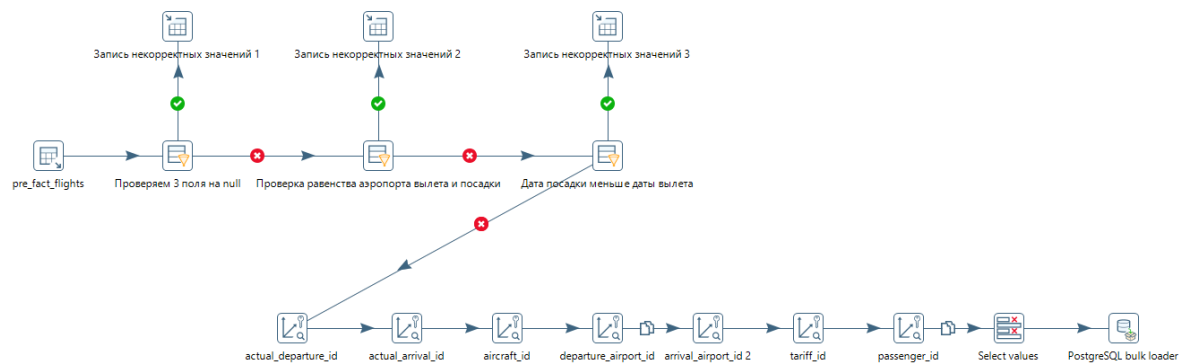 Запись некорректных значений 1
Запись некорректных значений 2
Запись некорректных значений 3
pre_fact_flights
Проверяем 3 поля на null
Проверка равенства аэропорта вылета и посадки
Дата посадки меньше даты вылета
actual_departure_id
actual_arrival_id
aircraft_id
departure_airport_id
arrival_airport_id 2
tariff_id
passenger_id
Select values
PostgreSQL bulk loader